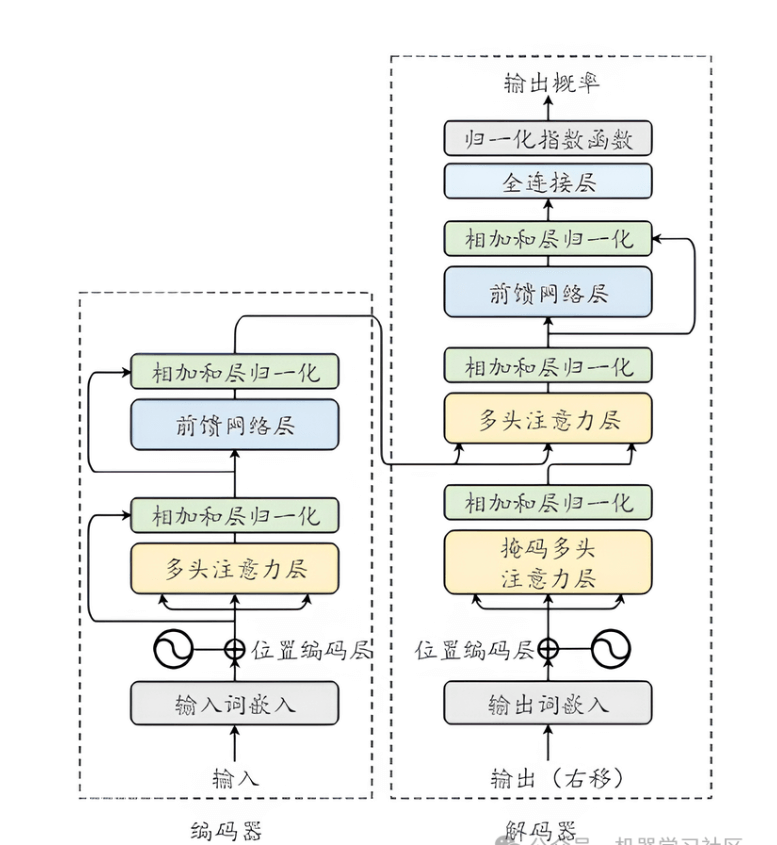 输出概率
归一化指数函数
全连接层
相加和层归一化
前馈网络层
相加和层归一化
多头注意力层
相加和层归一化
掩码多头
注意力层
位置编码层
输出词嵌入
输出（右移）
解码器
相加和层归一化
前馈网络层
相加和层归一化
多头注意力层
位置编码层
输入词嵌入
输入
编码器
公众号 机器学习社区